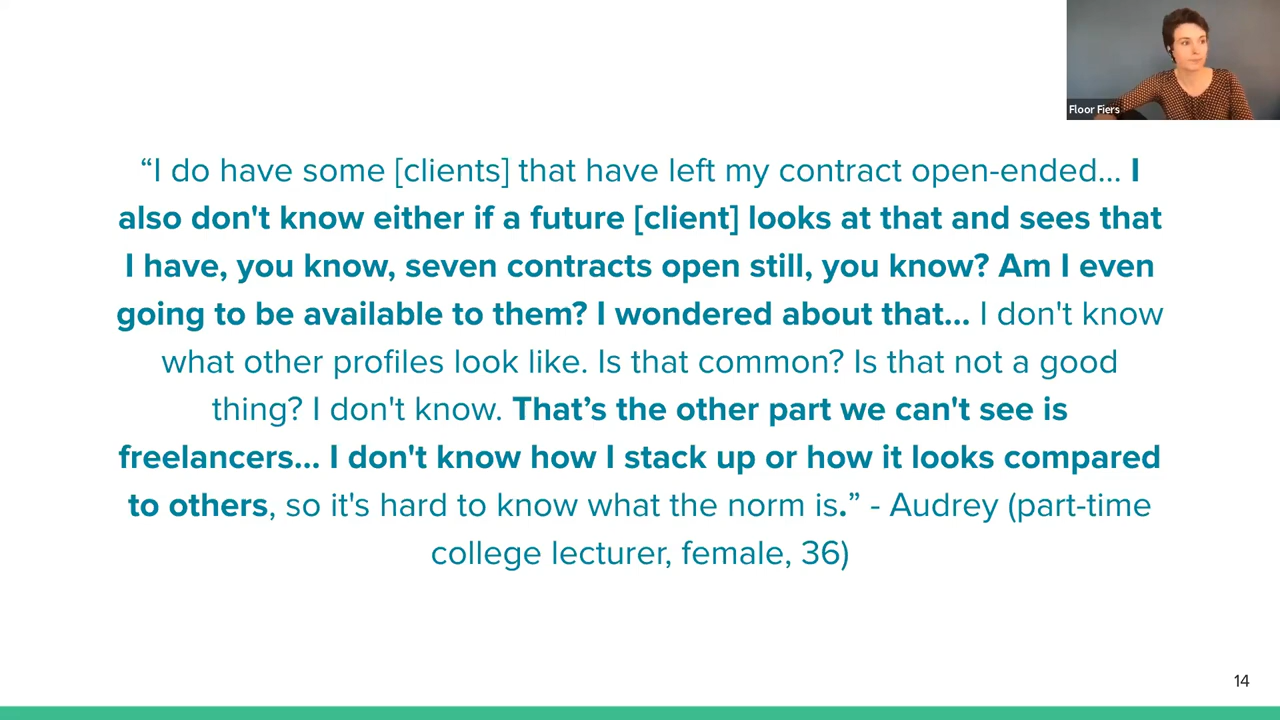 Floor Fiers
“I do have some [clients] that have left my contract open-ended... I
also don't know either if a future [client] looks at that and sees that
I have, you know, seven contracts open still, you know? Am I even
going to be available to them? I wondered about that... I don't know
what other profiles look like. Is that common? Is that not a good
thing? I don't know. That’s the other part we can't see is
freelancers... I don't know how I stack up or how it looks compared
to others, so it's hard to know what the norm is.” - Audrey (part-time
college lecturer, female, 36)
14